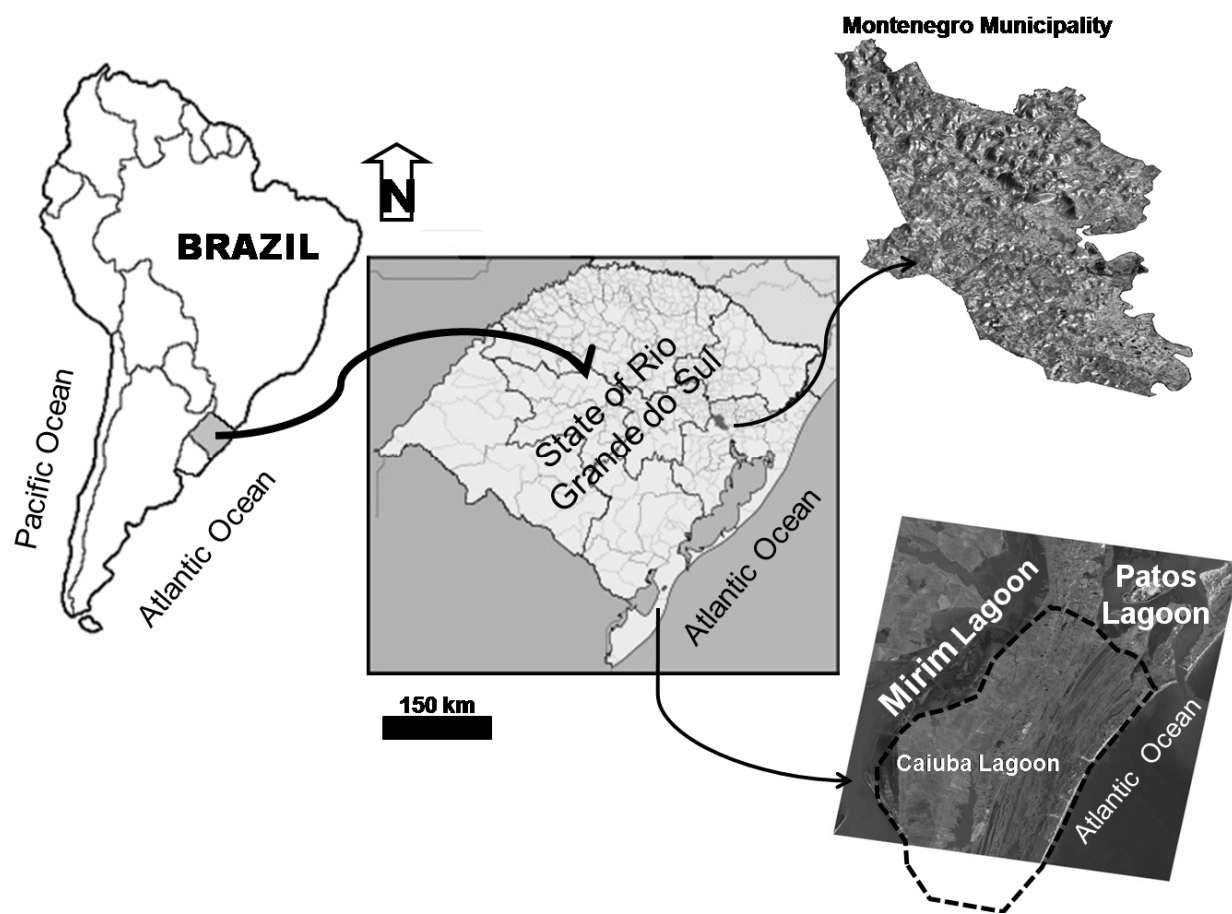 Montenegro Municipality
N
BRAZIL
Pacific Ocean
Atlantic Ocean
State of Rio
Grande do Sul
Atlantic Ocean
150 km
Patos
Lagoon
Mirim Lagoon
Caiuba Lagoon
Atlantic Ocean